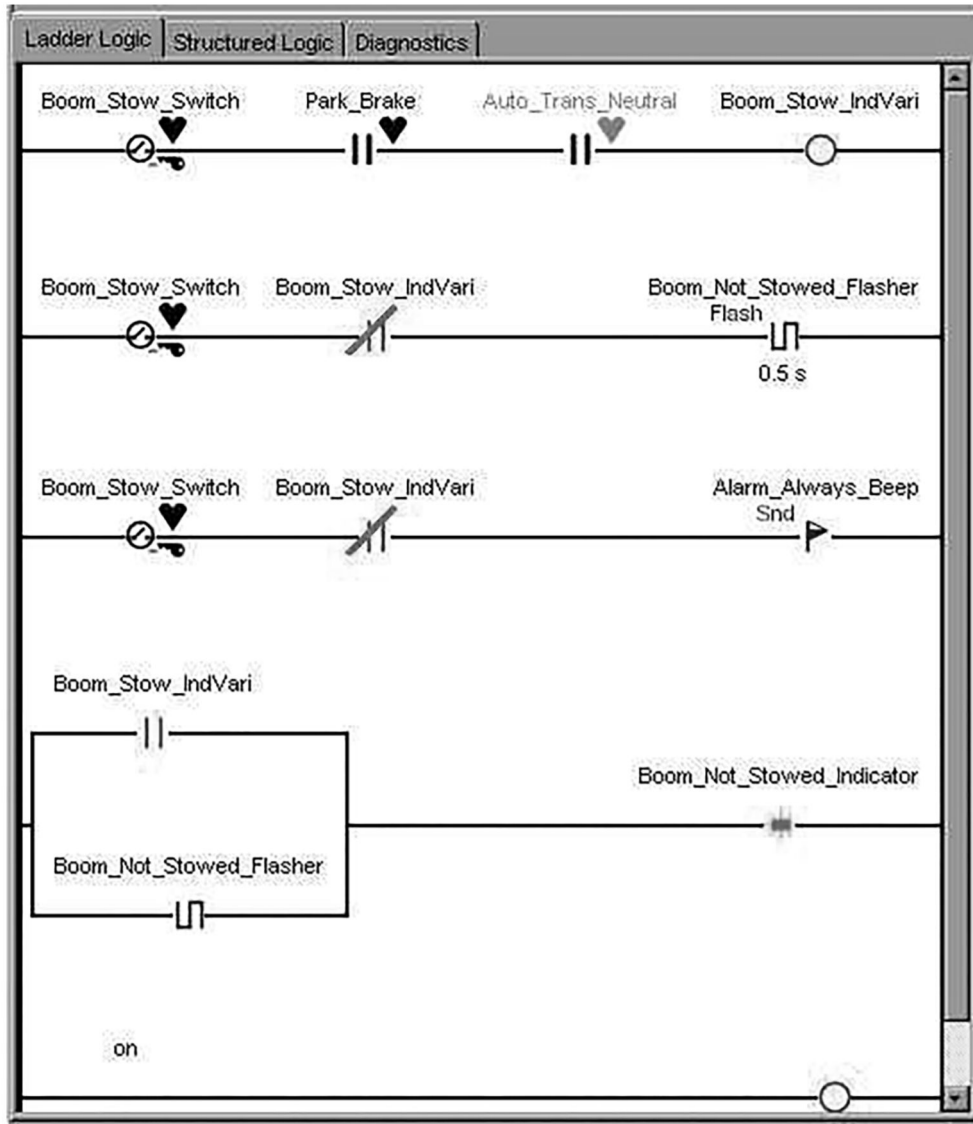 Ladder Logic Structured Logic Diagnostics
Boom_Stow_Switch Park_Brake Auto_Trans_Neutral Boom_Stow_IndVari
Boom_Stow_Switch Boom_Stow_IndVari Boom_Not_Stowed_Flasher
Flash
0.5 s
Boom_Stow_Switch Boom_Stow_IndVari Alarm_Always_Beep
Snd
Boom_Stow_IndVari
Boom_Not_Stowed_Indicator
Boom_Not_Stowed_Flasher
on